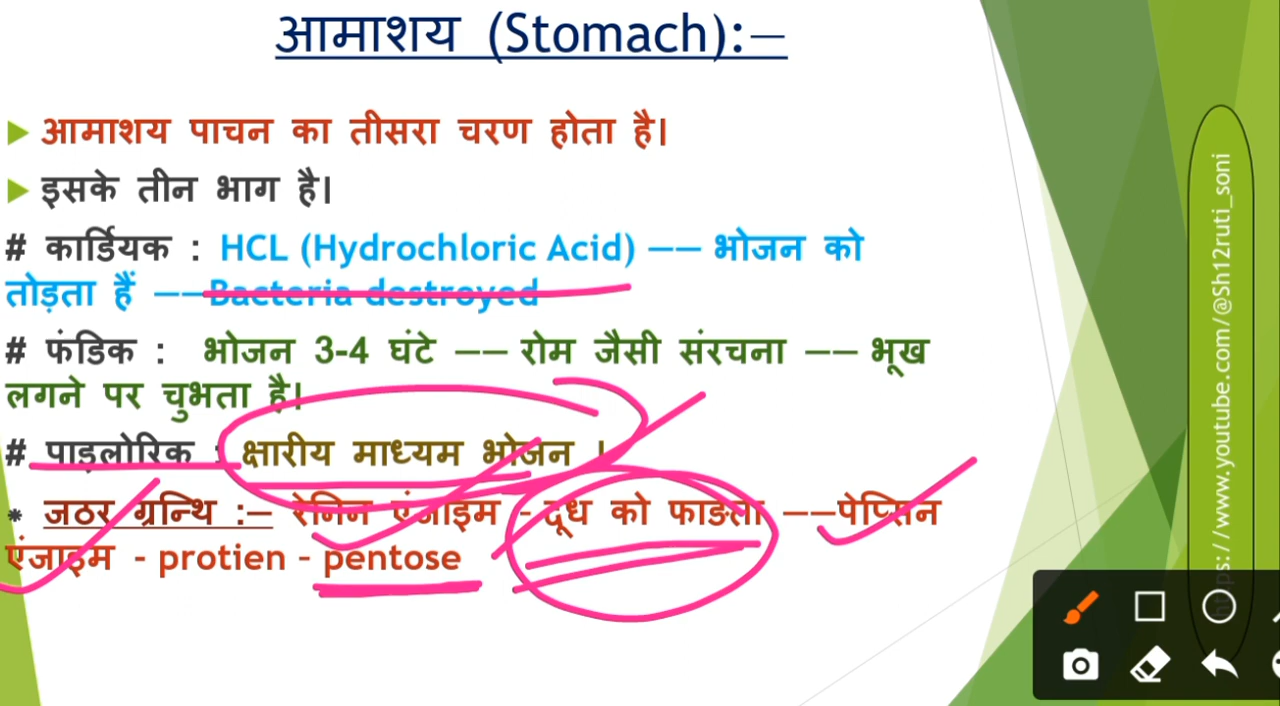 आमाशय (Stomach):—
आमाशय पाचन का तीसरा चरण होता है।
इसके तीन भाग है।
# कार्डियक : HCL (Hydrochloric Acid) —— भोजन को
तोड़ता हैं ——Bacteria destroyed
# फंडिक : भोजन 3-4 घंटे —— रोम जैसी संरचना —— भूख
लगने पर चुभता है।
# पाइलोरिक : क्षारीय माध्यम भोजन ।
* जठर ग्रन्थि :— रेनिन एंजाइम - दूध को फाडता ——पेप्सिन
एंजाइम - protien – pentose
https://www.youtube.com/@Sh12ruti_soni